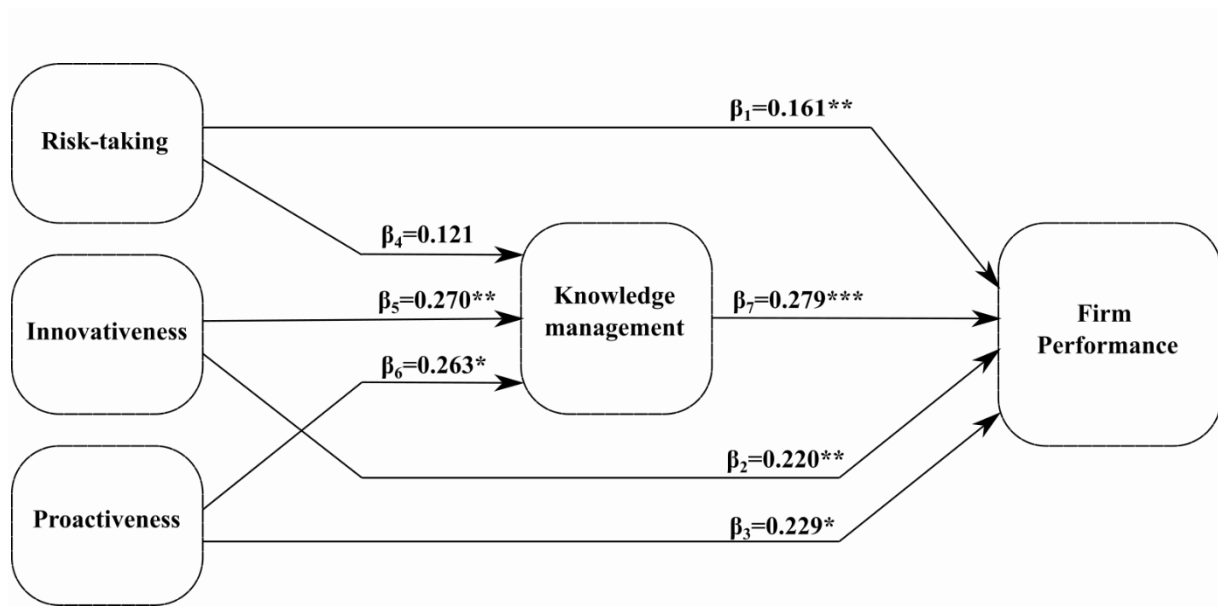 Risk-taking
β₁=0.161**
β₄=0.121
Innovativeness
β₅=0.270**
Knowledge
management
β₇=0.279***
Firm
Performance
β₆=0.263*
β₂=0.220**
Proactiveness
β₃=0.229*